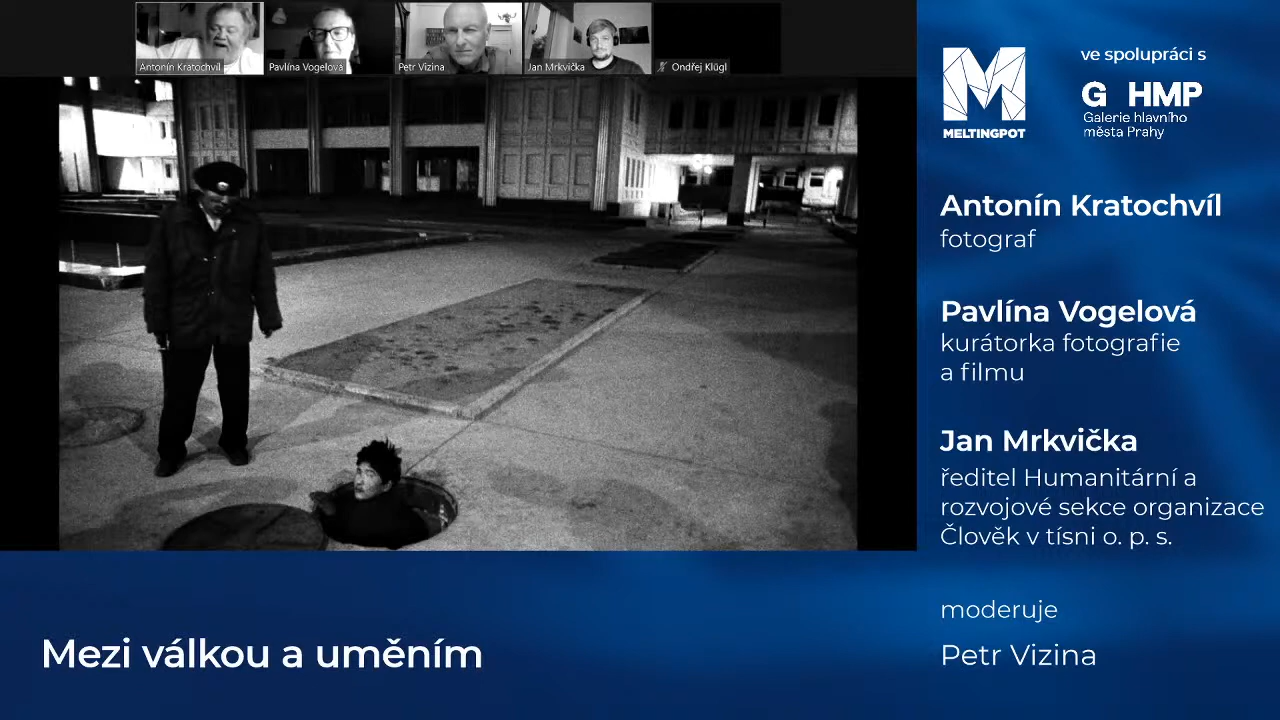 Antonín Kratochvíl
Pavlína Vogelová
Petr Vizina
Jan Mrkvička
Ondřej Klügl
MELTINGPOT
ve spolupráci s
G HMP
Galerie hlavního
města Prahy
Antonín Kratochvíl
fotograf
Pavlína Vogelová
kurátorka fotografie
a filmu
Jan Mrkvička
ředitel Humanitární a
rozvojové sekce organizace
Člověk v tísni o. p. s.
moderuje
Petr Vizina
Mezi válkou a uměním